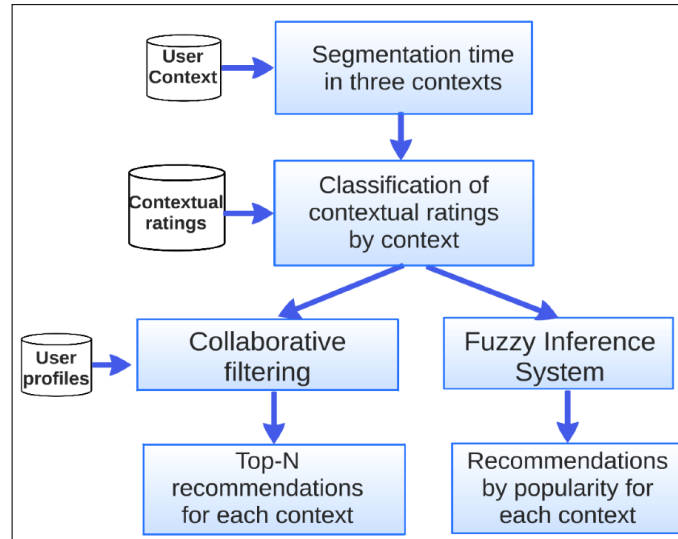 User
Context
Segmentation time
in three contexts
Contextual
ratings
Classification of
contextual ratings
by context
User
profiles
Collaborative
filtering
Fuzzy Inference
System
Top-N
recommendations
for each context
Recommendations
by popularity for
each context